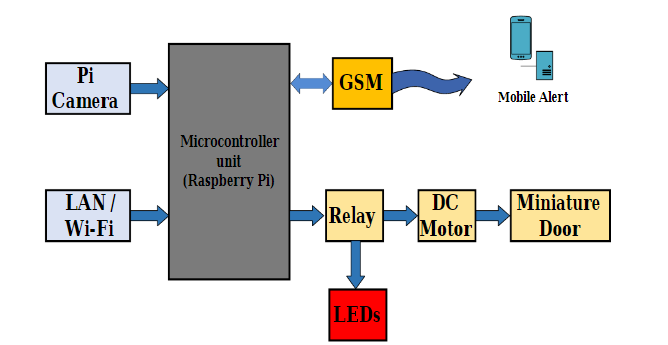 Pi
Camera
LAN /
Wi-Fi
Microcontroller
unit
(Raspberry Pi)
GSM
Mobile Alert
Relay
DC
Motor
Miniature
Door
LEDs